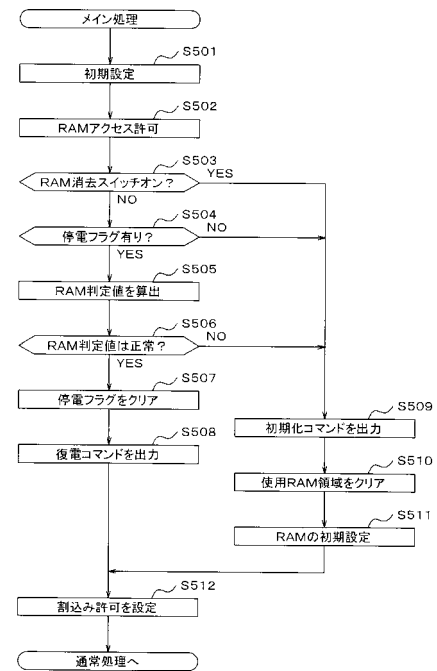 メイン処理
S501
初期設定
S502
RAMアクセス許可
S503
RAM消去スイッチオン?
YES
NO
S504
停電フラグ有り?
NO
YES
S505
RAM判定値を算出
S506
RAM判定値は正常?
NO
YES
S507
停電フラグをクリア
S508
復電コマンドを出力
S509
初期化コマンドを出力
S510
使用RAM領域をクリア
S511
RAMの初期設定
S512
割込み許可を設定
通常処理へ